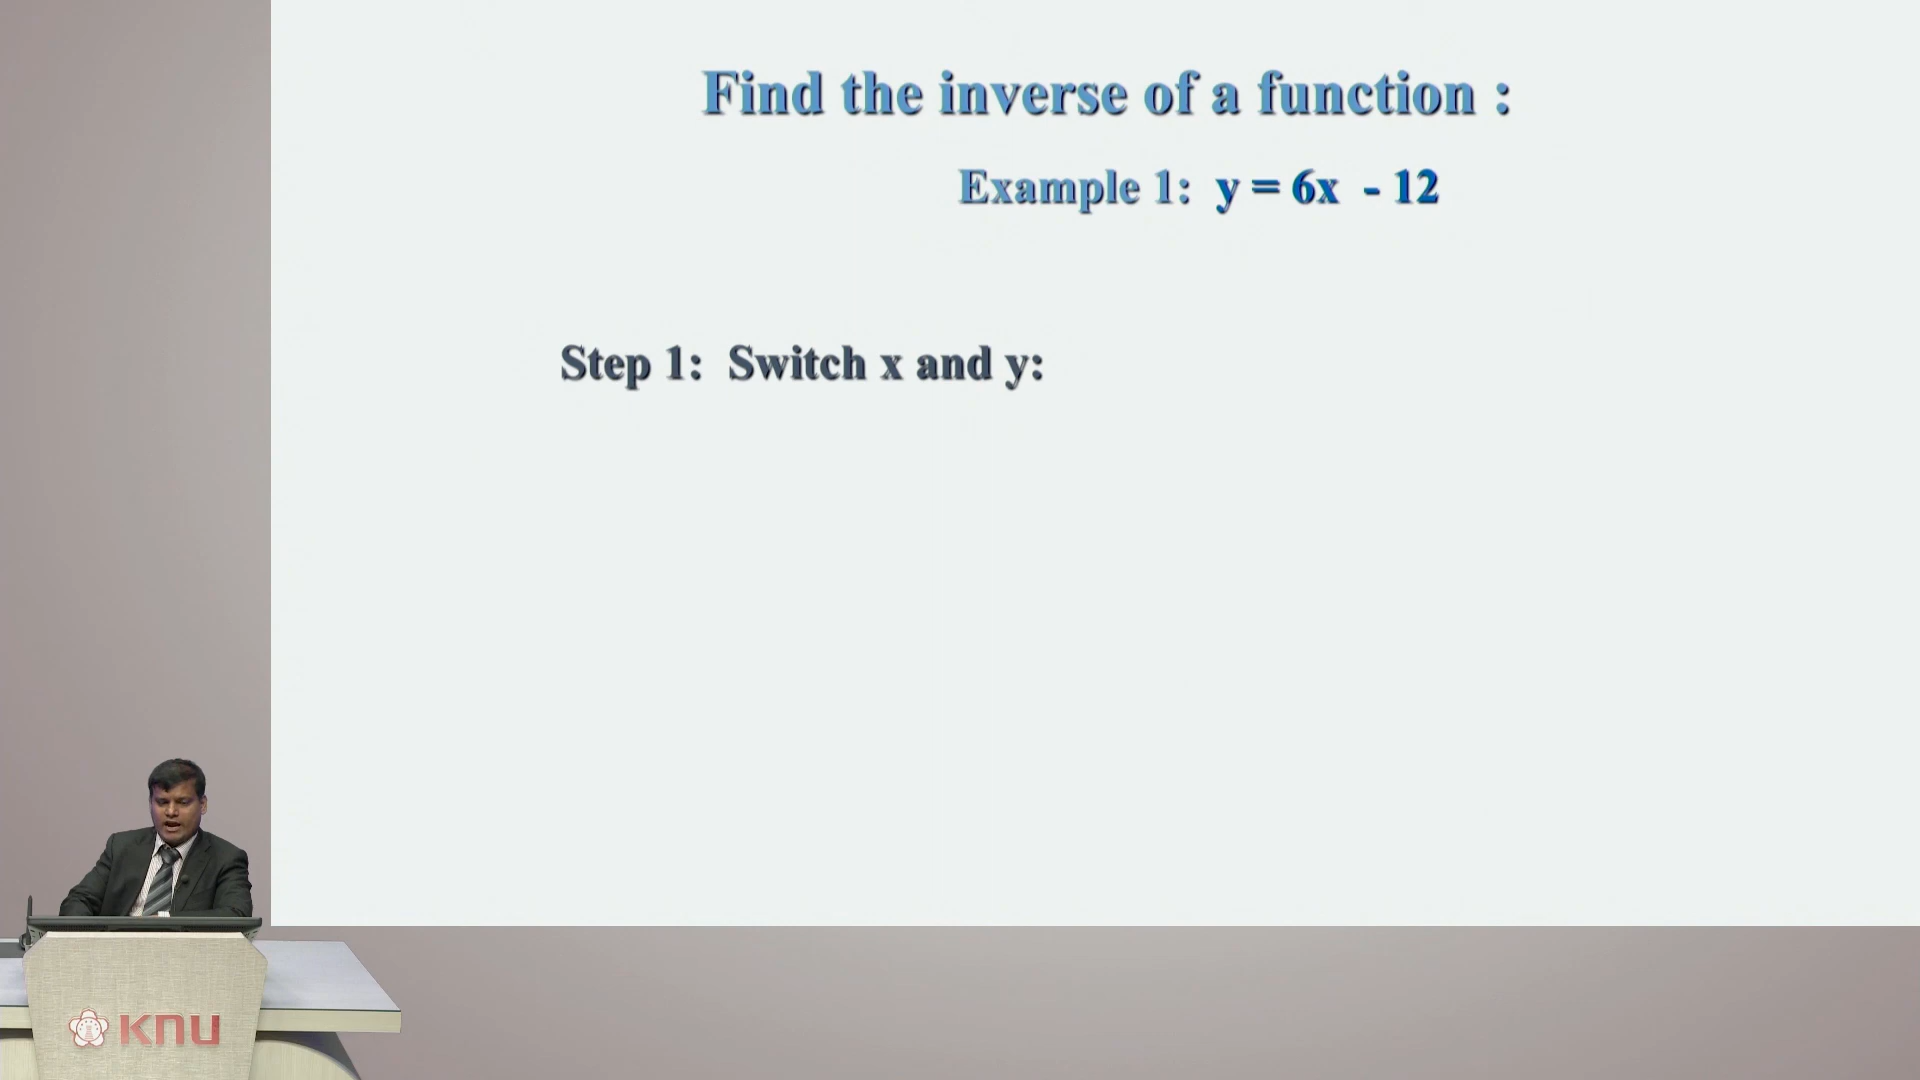 Find the inverse of a function :
Example 1: y = 6x - 12
Step 1: Switch x and y:
KNU